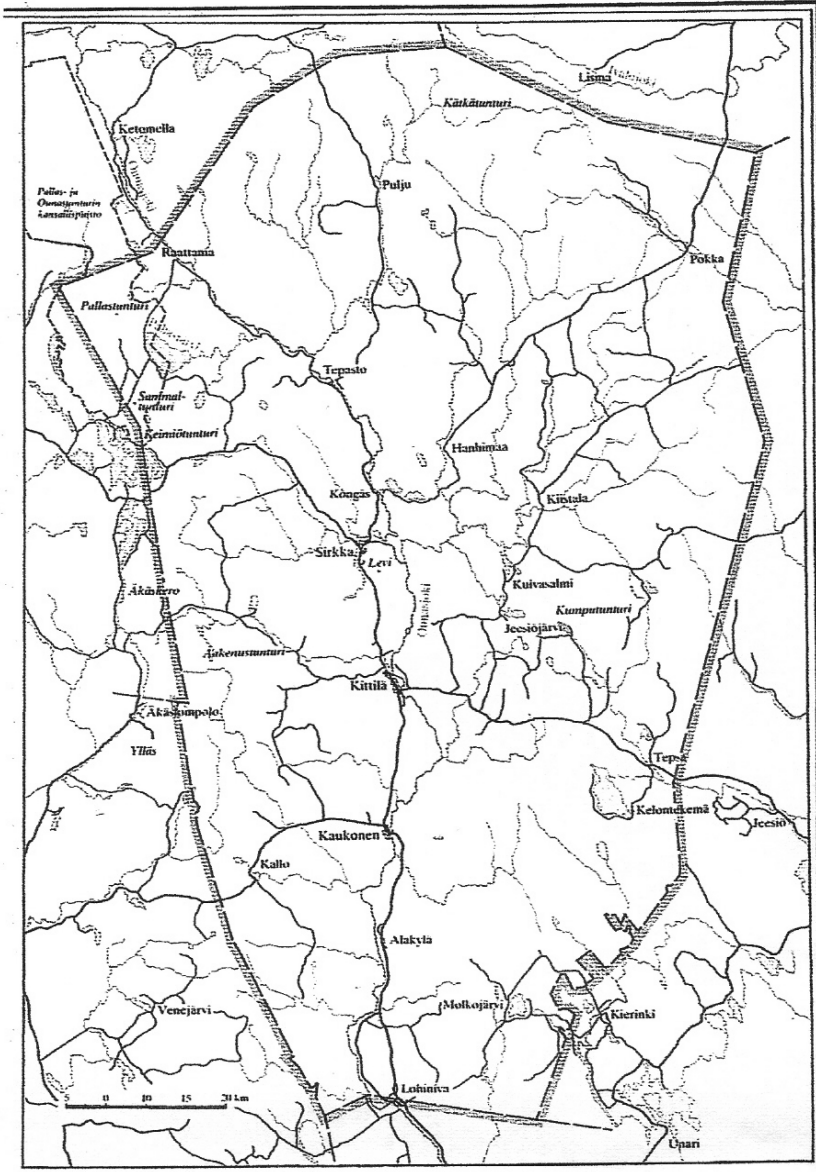 Lisma
Kätkätunturi
Ketomella
Pulju
Pallas- ja
Ounastunturin
kansallispuisto
Raattama
Pokka
Pallastunturi
Tepasto
Sammal-
tunturi
Keimiötunturi
Hanhimaa
Köngäs
Kiistala
Sirkka
Levi
Kuivasalmi
Äkäskero
Kumputunturi
Ounasjoki
Jeesiöjärvi
Aakenustunturi
Kittilä
Äkäslompolo
Ylläs
Tepsa
Kelontekemä
Jeesiö
Kaukonen
Kallo
Alakylä
Venejärvi
Molkojärvi
Kierinki
Lohiniva
5 0 10 15 20 km
Unari